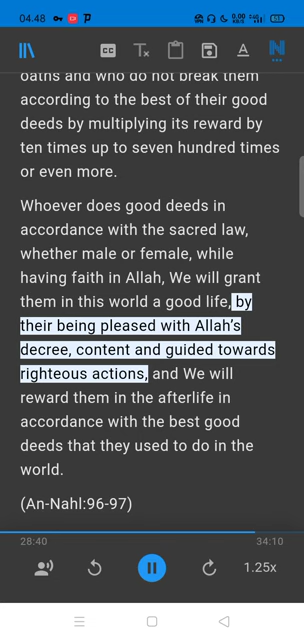 04.48
0,00
KB/s
oaths and who do not break them
according to the best of their good
deeds by multiplying its reward by
ten times up to seven hundred times
or even more.
Whoever does good deeds in
accordance with the sacred law,
whether male or female, while
having faith in Allah, We will grant
them in this world a good life, by
their being pleased with Allah’s
decree, content and guided towards
righteous actions, and We will
reward them in the afterlife in
accordance with the best good
deeds that they used to do in the
world.
(An-Nahl:96-97)
28:40 34:10
1.25x